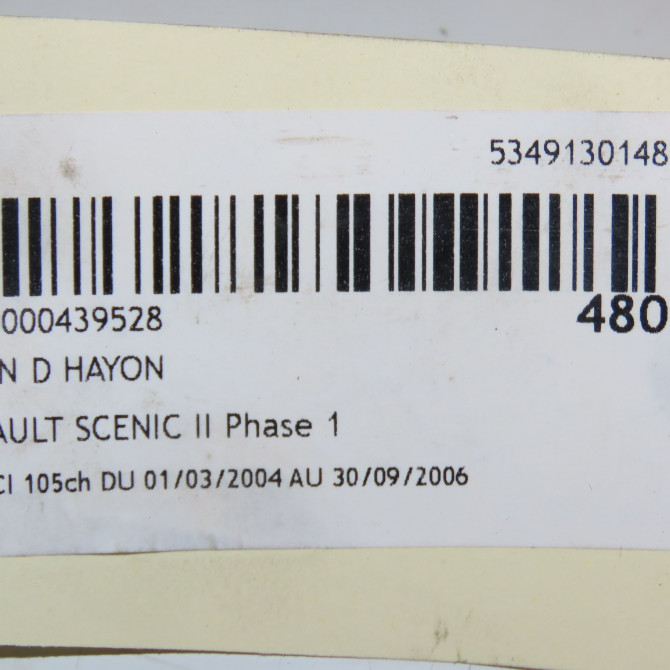 5349130148
000439528
480
N D HAYON
AULT SCENIC II Phase 1
CI 105ch DU 01/03/2004 AU 30/09/2006